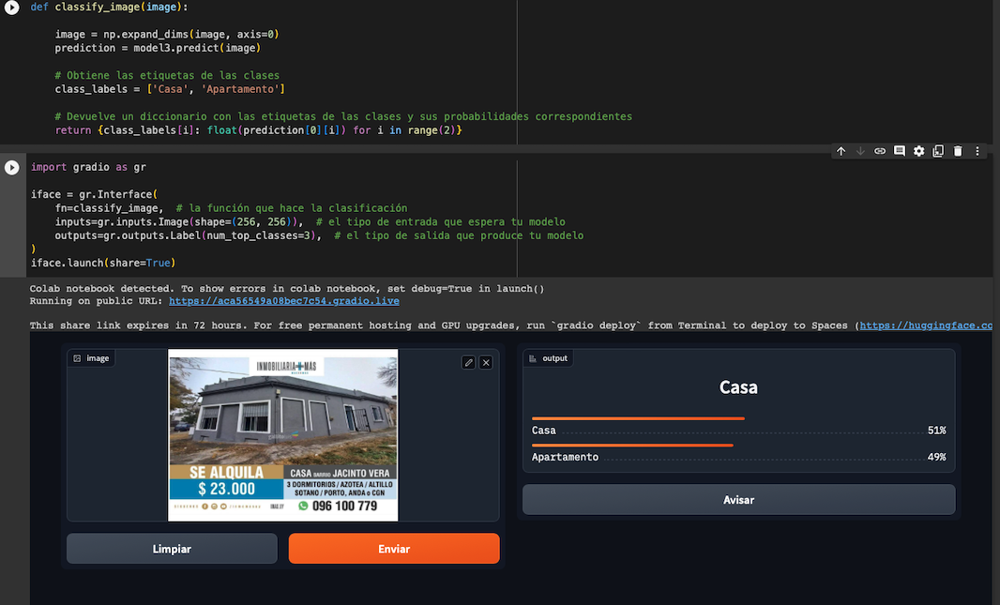 def classify_image(image):
image = np.expand_dims(image, axis=0)
prediction = model3.predict(image)
# Obtiene las etiquetas de las clases
class_labels = ['Casa', 'Apartamento']
# Devuelve un diccionario con las etiquetas de las clases y sus probabilidades correspondientes
return {class_labels[i]: float(prediction[0][i]) for i in range(2)}
import gradio as gr
iface = gr.Interface(
fn=classify_image,  # la función que hace la clasificación
inputs=gr.inputs.Image(shape=(256, 256)),  # el tipo de entrada que espera tu modelo
outputs=gr.outputs.Label(num_top_classes=3),  # el tipo de salida que produce tu modelo
)
iface.launch(share=True)
Colab notebook detected. To show errors in colab notebook, set debug=True in launch()
Running on public URL: https://aca56549a08bec7c54.gradio.live
This share link expires in 72 hours. For free permanent hosting and GPU upgrades, run `gradio deploy` from Terminal to deploy to Spaces (https://huggingface.co
image
INMOBILIARIA+MAS
SE ALQUILA
$ 23.000
CASA BARRIO JACINTO VERA
3 DORMITORIOS / AZOTEA / ALTILLO
SOTANO / PORTO, ANDA o CGN
096 100 779
Limpiar
Enviar
output
Casa
Casa 51%
Apartamento 49%
Avisar